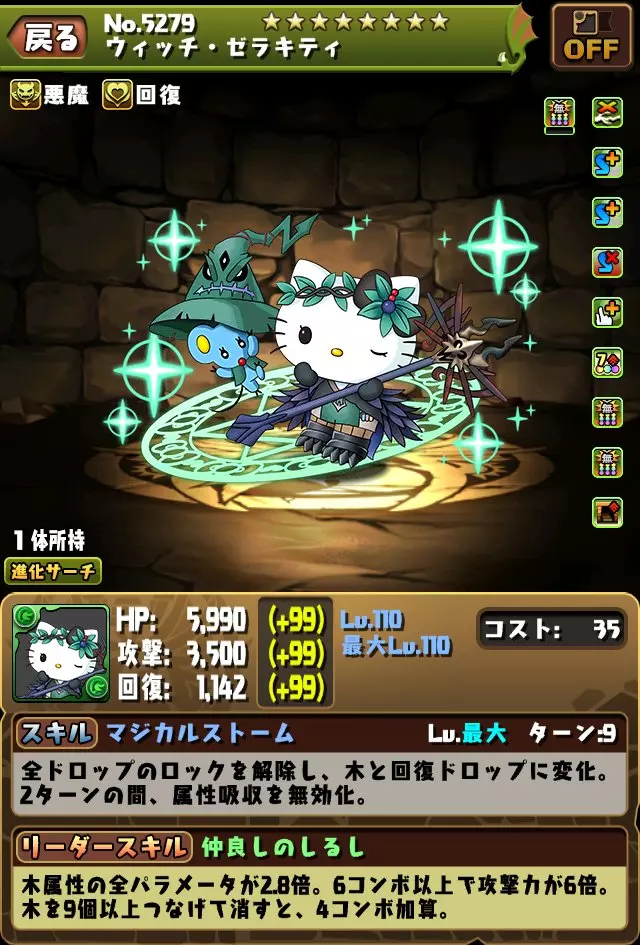 戻る
No.5279
ウィッチ・ゼラキティ
OFF
悪魔 回復
1体所持
進化サーチ
HP: 5,990 (+99) Lv.110
攻撃: 3,500 (+99) 最大Lv.110
回復: 1,142 (+99)
コスト: 35
スキル マジカルストーム Lv.最大 ターン:9
全ドロップのロックを解除し、木と回復ドロップに変化。
2ターンの間、属性吸収を無効化。
リーダースキル 仲良しのしるし
木属性の全パラメータが2.8倍。6コンボ以上で攻撃力が6倍。
木を9個以上つなげて消すと、4コンボ加算。